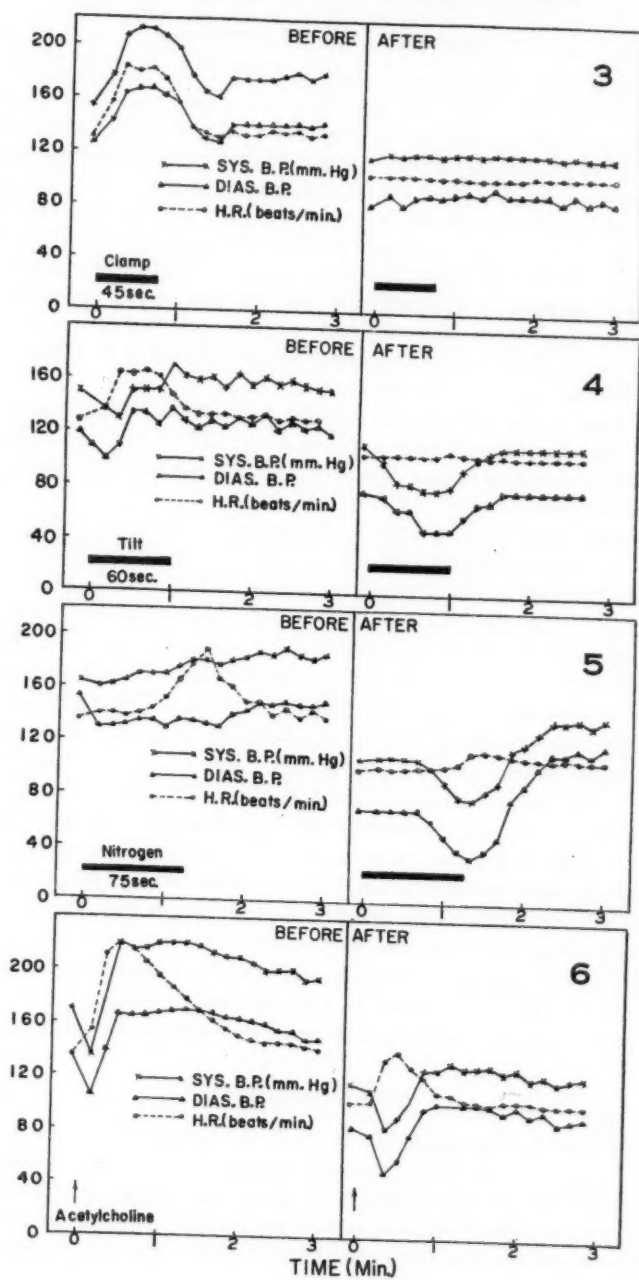 BEFORE AFTER
3
200
160
120
80
40
0
SYS. B.P.(mm. Hg)
DIAS. B.P.
H.R.(beats/min.)
Clamp
45sec.
0 1 2 3 0 1 2 3
BEFORE AFTER
4
160
120
80
40
0
SYS. B.P.(mm. Hg)
DIAS. B.P.
H.R.(beats/min.)
Tilt
60sec.
0 1 2 3 0 1 2 3
BEFORE AFTER
5
200
160
120
80
40
0
SYS. B.P.(mm. Hg)
DIAS. B.P.
H.R.(beats/min.)
Nitrogen
75sec.
0 1 2 3 0 1 2 3
BEFORE AFTER
6
200
160
120
80
40
0
SYS. B.P.(mm. Hg)
DIAS. B.P.
H.R.(beats/min.)
Acetylcholine
0 1 2 3 0 1 2 3
TIME (Min.)